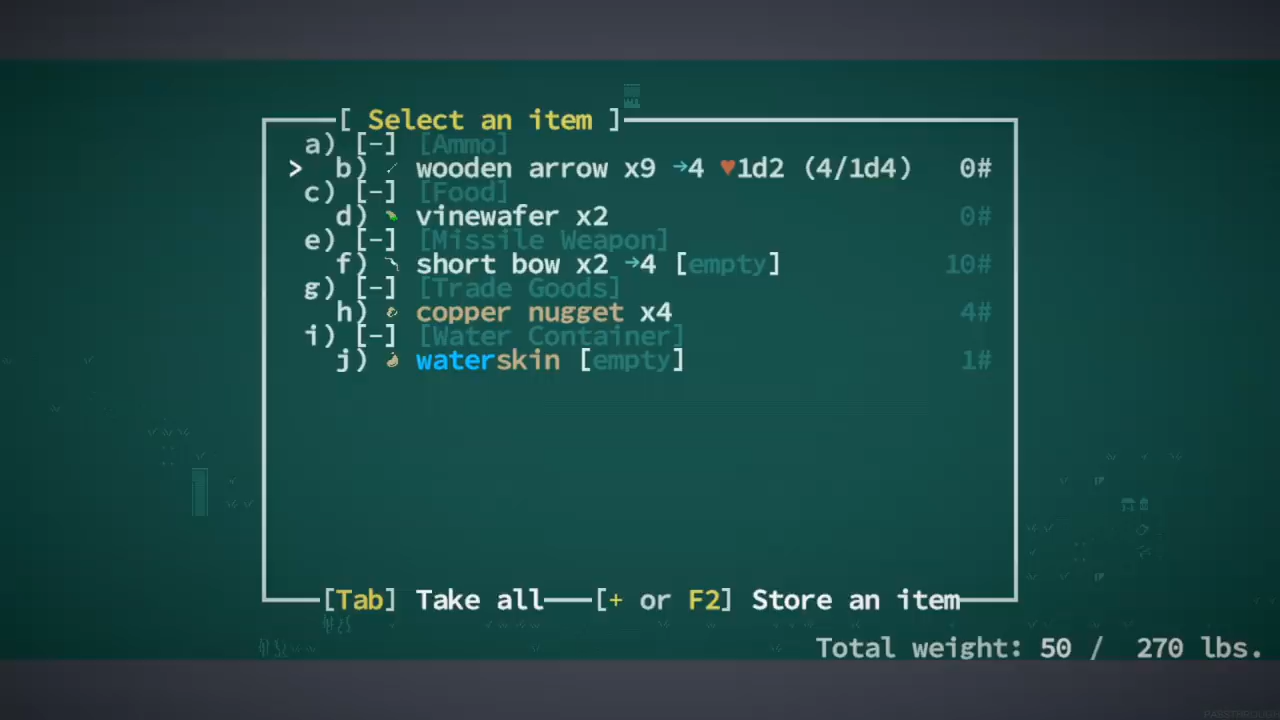 [ Select an item ]
a) [-] [Ammo]
> b) wooden arrow x9 →4 ♥1d2 (4/1d4) 0#
c) [-] [Food]
d) vinewafer x2 0#
e) [-] [Missile Weapon]
f) short bow x2 →4 [empty] 10#
g) [-] [Trade Goods]
h) copper nugget x4 4#
i) [-] [Water Container]
j) waterskin [empty] 1#
[Tab] Take all [+ or F2] Store an item
Total weight: 50 / 270 lbs.